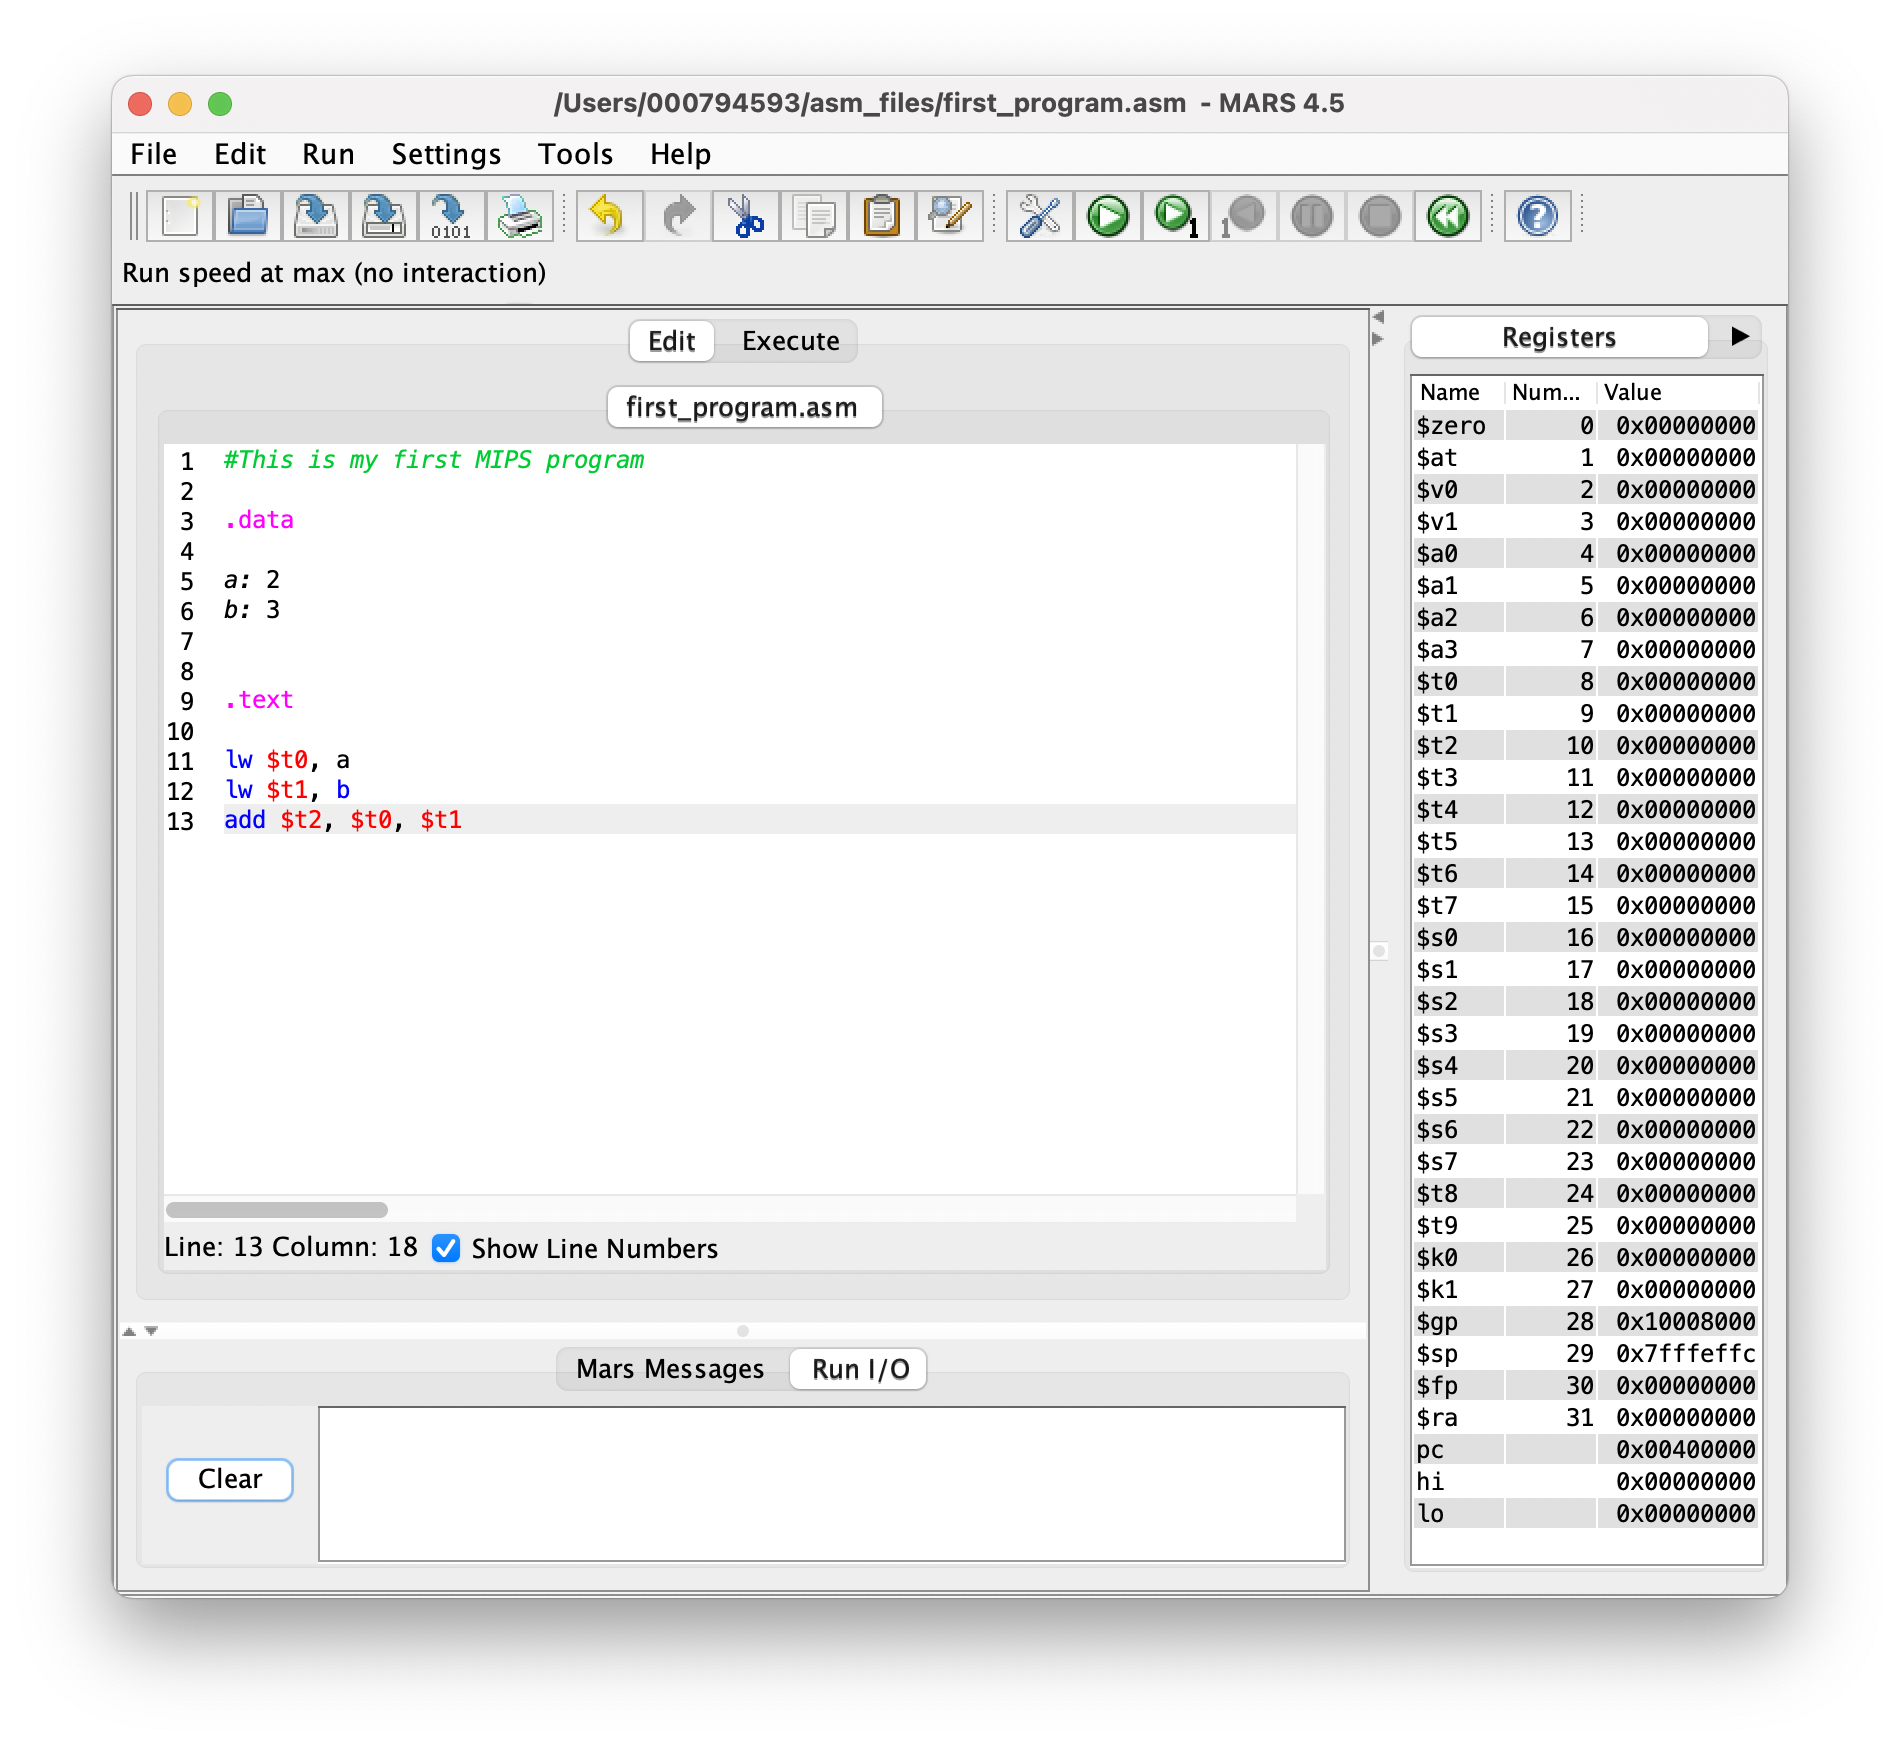 /Users/000794593/asm_files/first_program.asm - MARS 4.5
File Edit Run Settings Tools Help
0101
1
1
?
Run speed at max (no interaction)
Edit Execute
first_program.asm
1 #This is my first MIPS program
2
3 .data
4
5 a: 2
6 b: 3
7
8
9 .text
10
11 lw $t0, a
12 lw $t1, b
13 add $t2, $t0, $t1
Line: 13 Column: 18 Show Line Numbers
Mars Messages Run I/O
Clear
Registers
Name Num... Value
$zero 0 0x00000000
$at 1 0x00000000
$v0 2 0x00000000
$v1 3 0x00000000
$a0 4 0x00000000
$a1 5 0x00000000
$a2 6 0x00000000
$a3 7 0x00000000
$t0 8 0x00000000
$t1 9 0x00000000
$t2 10 0x00000000
$t3 11 0x00000000
$t4 12 0x00000000
$t5 13 0x00000000
$t6 14 0x00000000
$t7 15 0x00000000
$s0 16 0x00000000
$s1 17 0x00000000
$s2 18 0x00000000
$s3 19 0x00000000
$s4 20 0x00000000
$s5 21 0x00000000
$s6 22 0x00000000
$s7 23 0x00000000
$t8 24 0x00000000
$t9 25 0x00000000
$k0 26 0x00000000
$k1 27 0x00000000
$gp 28 0x10008000
$sp 29 0x7fffeffc
$fp 30 0x00000000
$ra 31 0x00000000
pc 0x00400000
hi 0x00000000
lo 0x00000000